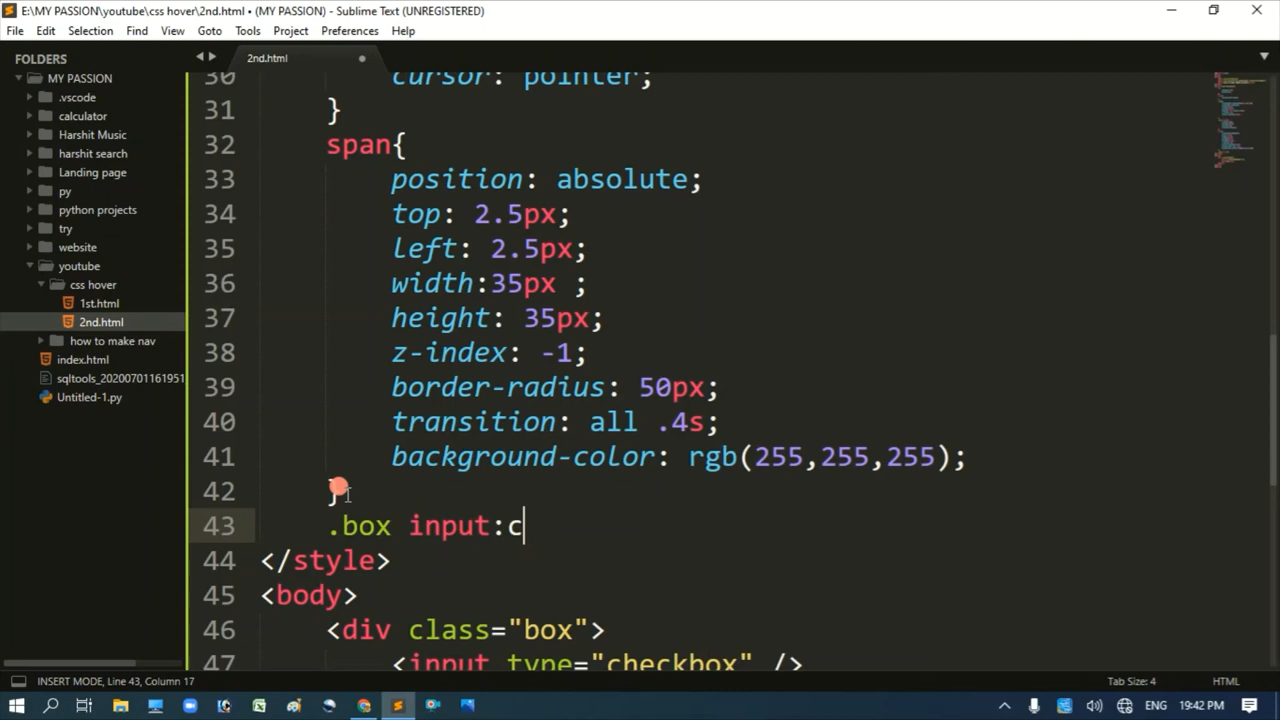 E:\MY PASSION\youtube\css hover\2nd.html • (MY PASSION) - Sublime Text (UNREGISTERED)
File Edit Selection Find View Goto Tools Project Preferences Help
FOLDERS
MY PASSION
.vscode
calculator
Harshit Music
harshit search
Landing page
py
python projects
try
website
youtube
css hover
1st.html
2nd.html
how to make nav
index.html
sqltools_20200701161951
Untitled-1.py
2nd.html
30 cursor: pointer;
31 }
32 span{
33 position: absolute;
34 top: 2.5px;
35 left: 2.5px;
36 width:35px ;
37 height: 35px;
38 z-index: -1;
39 border-radius: 50px;
40 transition: all .4s;
41 background-color: rgb(255,255,255);
42 }
43 .box input:c
44 </style>
45 <body>
46 <div class="box">
47 <input type="checkbox" />
INSERT MODE, Line 43, Column 17 Tab Size: 4 HTML
ENG 19:42 PM